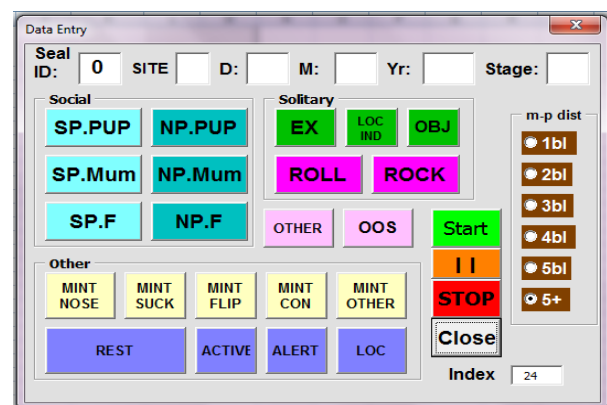 Data Entry
Seal ID: 0 SITE D: M: Yr: Stage:
Social
SP.PUP NP.PUP
SP.Mum NP.Mum
SP.F NP.F
Solitary
EX LOC IND OBJ
ROLL ROCK
OTHER OOS
Start
I I
STOP
Close
m-p dist
1bl
2bl
3bl
4bl
5bl
5+
Other
MINT NOSE MINT SUCK MINT FLIP MINT CON MINT OTHER
REST ACTIVE ALERT LOC
Index 24